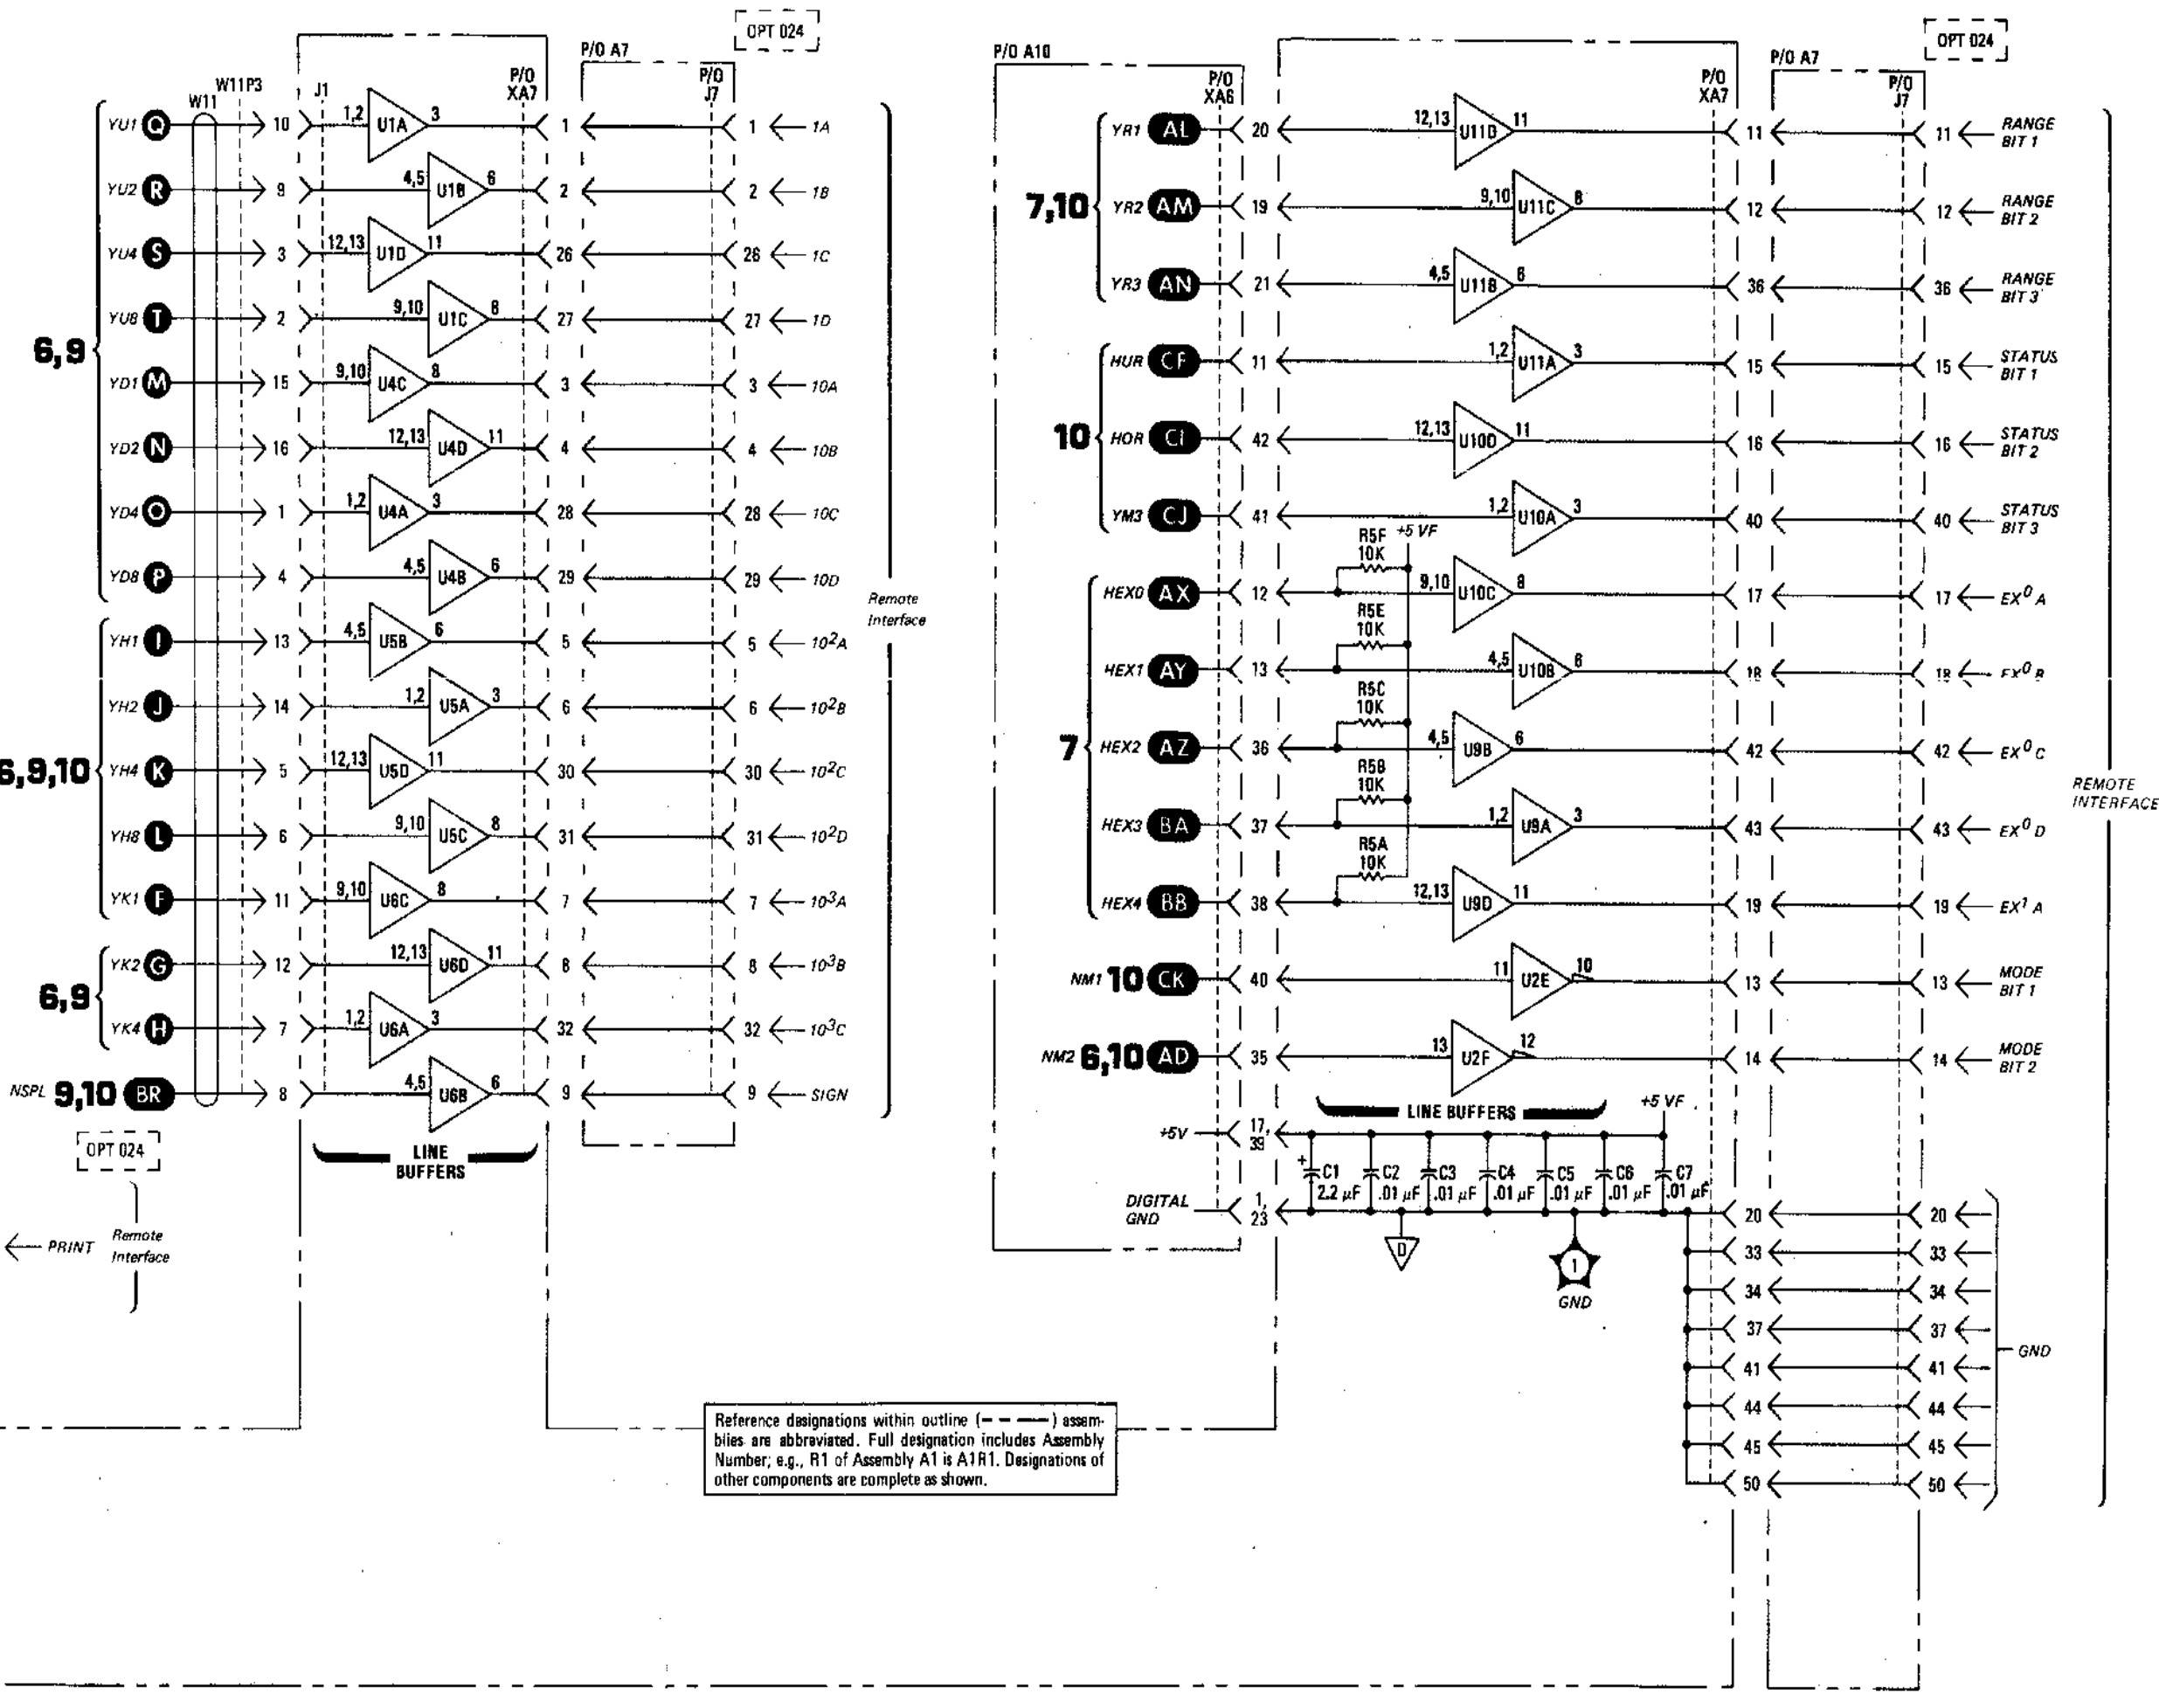 OPT 024
P/O A7
W11P3
W11
J1
P/O XA7
P/O J7
YU1 Q 10 1,2 U1A 3 1 1 1A
YU2 R 9 4,5 U1B 6 2 2 1B
YU4 S 3 12,13 U1D 11 26 26 1C
YU8 T 2 9,10 U1C 8 27 27 1D
6,9
YD1 M 15 9,10 U4C 8 3 3 10A
YD2 N 16 12,13 U4D 11 4 4 10B
YD4 O 1 1,2 U4A 3 28 28 10C
YD8 P 4 4,5 U4B 6 29 29 10D
Remote
Interface
YH1 I 13 4,5 U5B 6 5 5 10²A
YH2 J 14 1,2 U5A 3 6 6 10²B
6,9,10 YH4 K 5 12,13 U5D 11 30 30 10²C
YH8 L 6 9,10 U5C 8 31 31 10²D
YK1 F 11 9,10 U6C 8 7 7 10³A
YK2 G 12 12,13 U6D 11 8 8 10³B
6,9
YK4 H 7 1,2 U6A 3 32 32 10³C
NSPL 9,10 BR 8 4,5 U6B 6 9 9 SIGN
OPT 024
LINE
BUFFERS
PRINT
Remote
Interface
OPT 024
P/O A10
P/O A7
P/O XA6
P/O XA7
P/O J7
YR1 AL 20 12,13 U11D 11 11 11 RANGE BIT 1
7,10 YR2 AM 19 9,10 U11C 8 12 12 RANGE BIT 2
YR3 AN 21 4,5 U11B 6 36 36 RANGE BIT 3
HUR CF 11 1,2 U11A 3 15 15 STATUS BIT 1
10 HOR CI 42 12,13 U10D 11 16 16 STATUS BIT 2
YM3 CJ 41 1,2 U10A 3 40 40 STATUS BIT 3
R5F 10K +5 VF
HEX0 AX 12 9,10 U10C 8 17 17 EX⁰ A
R5E 10K
HEX1 AY 13 4,5 U10B 6 18 18 EX⁰ B
R5C 10K
7 HEX2 AZ 36 4,5 U9B 6 42 42 EX⁰ C
R5B 10K
HEX3 BA 37 1,2 U9A 3 43 43 EX⁰ D
R5A 10K
HEX4 BB 38 12,13 U9D 11 19 19 EX¹ A
REMOTE
INTERFACE
NM1 10 CK 40 11 U2E 10 13 13 MODE BIT 1
NM2 6,10 AD 35 13 U2F 12 14 14 MODE BIT 2
LINE BUFFERS +5 VF
+5V 17, 39
C1 2.2 µF C2 .01 µF C3 .01 µF C4 .01 µF C5 .01 µF C6 .01 µF C7 .01 µF
DIGITAL GND 1, 23
D
1
GND
20 20
33 33
34 34
37 37
41 41
GND
44 44
45 45
50 50
Reference designations within outline (– – ——) assem-
blies are abbreviated. Full designation includes Assembly
Number; e.g., R1 of Assembly A1 is A1R1. Designations of
other components are complete as shown.